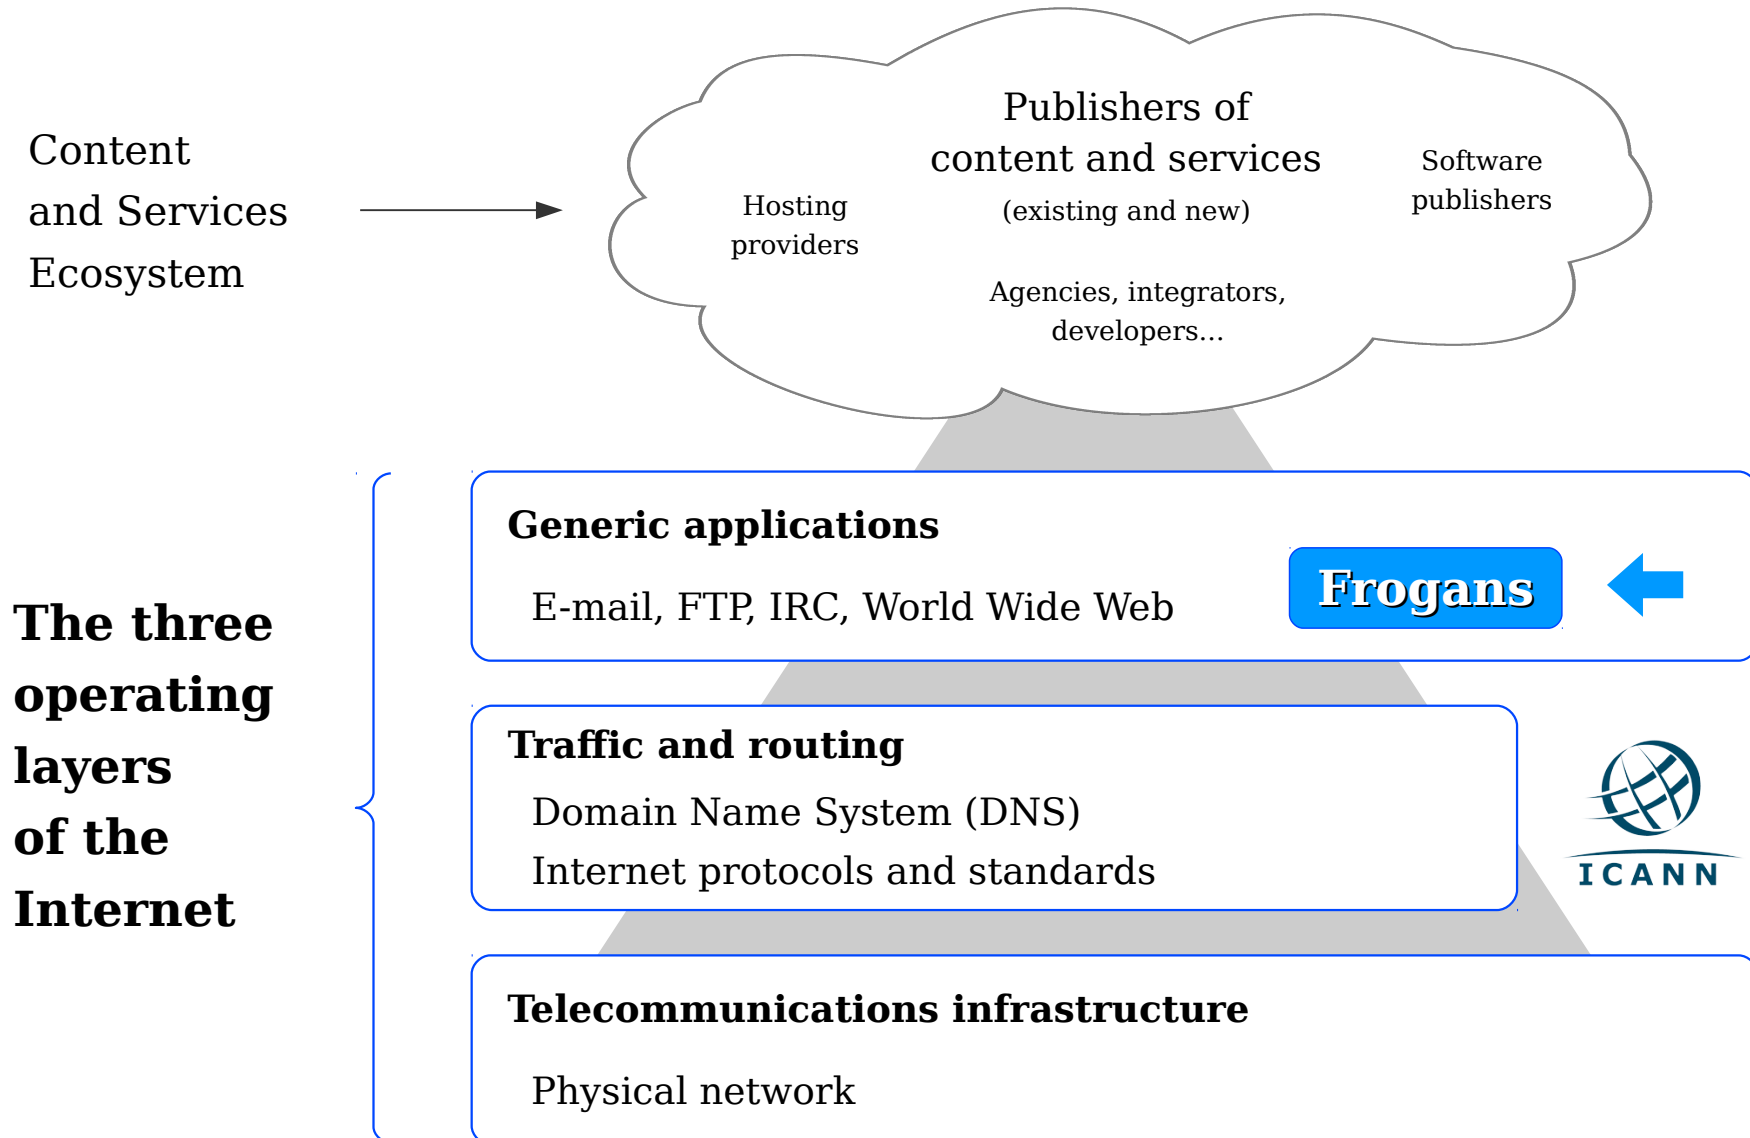 Content
and Services
Ecosystem
Publishers of
content and services
(existing and new)
Hosting
providers
Software
publishers
Agencies, integrators,
developers...
The three
operating
layers
of the
Internet
Generic applications
E-mail, FTP, IRC, World Wide Web
Frogans
Traffic and routing
Domain Name System (DNS)
Internet protocols and standards
ICANN
Telecommunications infrastructure
Physical network